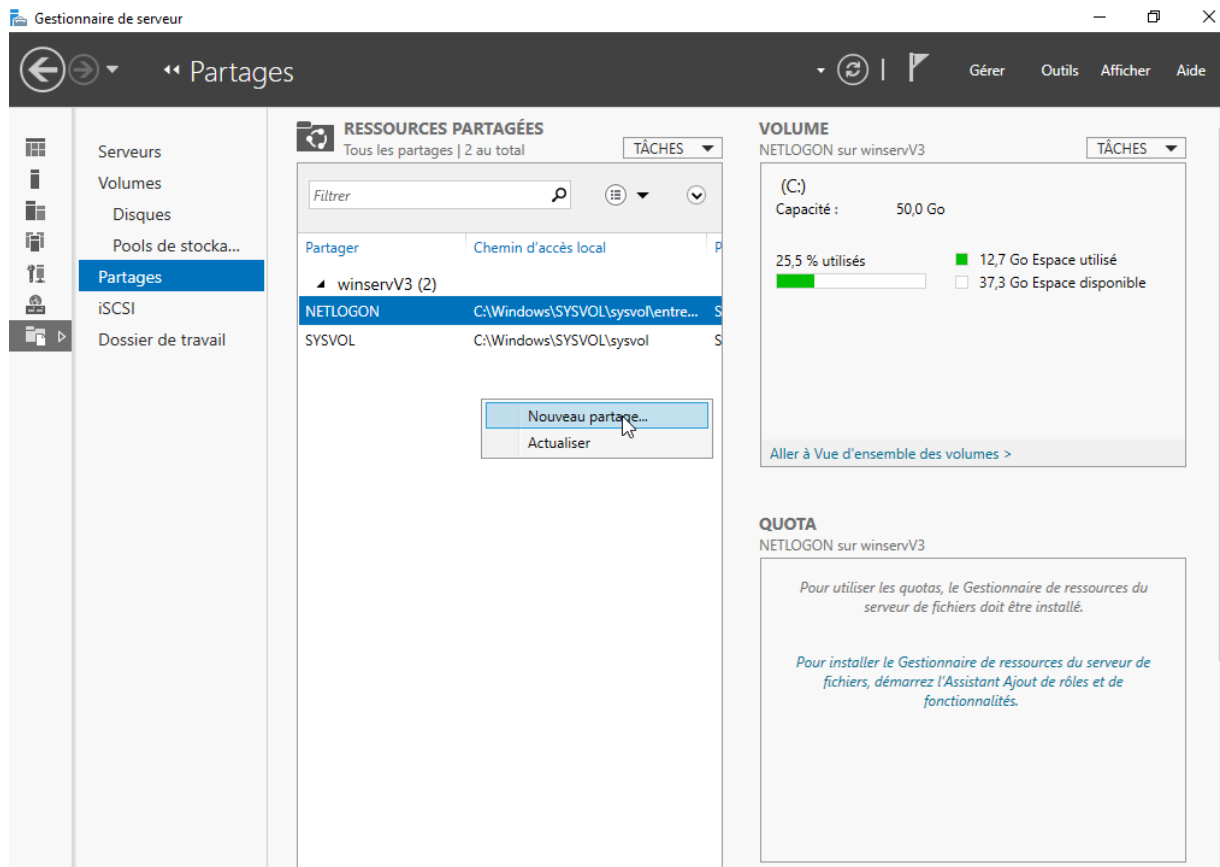 Gestionnaire de serveur
Partages
Gérer Outils Afficher Aide
Serveurs
Volumes
Disques
Pools de stocka...
Partages
iSCSI
Dossier de travail
RESSOURCES PARTAGÉES
Tous les partages | 2 au total
TÂCHES
Filtrer
Partager Chemin d'accès local P
winservV3 (2)
NETLOGON C:\Windows\SYSVOL\sysvol\entre... S
SYSVOL C:\Windows\SYSVOL\sysvol S
Nouveau partage...
Actualiser
VOLUME
NETLOGON sur winservV3
TÂCHES
(C:)
Capacité : 50,0 Go
25,5 % utilisés
12,7 Go Espace utilisé
37,3 Go Espace disponible
Aller à Vue d'ensemble des volumes >
QUOTA
NETLOGON sur winservV3
Pour utiliser les quotas, le Gestionnaire de ressources du
serveur de fichiers doit être installé.
Pour installer le Gestionnaire de ressources du serveur de
fichiers, démarrez l'Assistant Ajout de rôles et de
fonctionnalités.